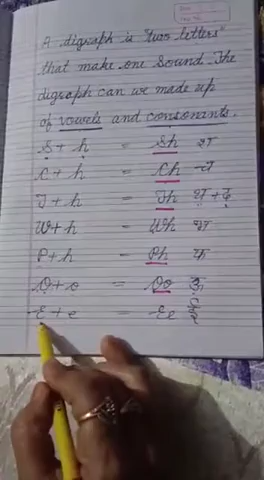 A digraph is "two letters"
that make one sound. The
digraph can we made up
of vowels and consonants.
S + h = Sh श
C + h = Ch च
T + h = Th थ + द
W + h = Wh
P + h = Ph फ
O + o = Oo
E + e = Ee